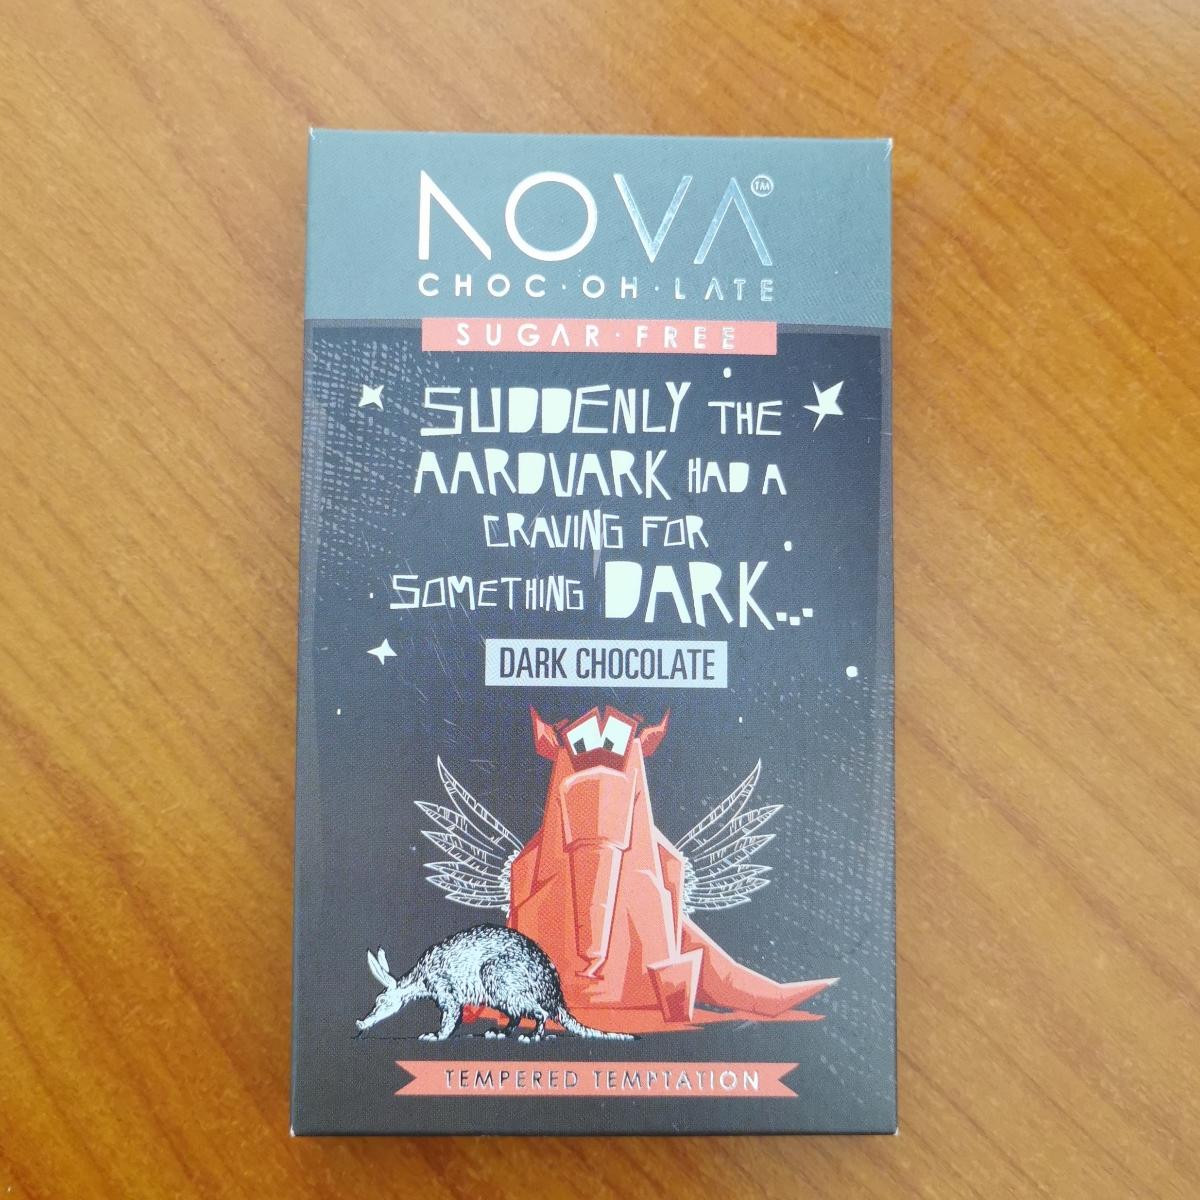 NOVA™
CHOC·OH·LATE
SUGAR·FREE
SUDDENLY THE
AARDVARK HAD A
CRAVING FOR
SOMETHING DARK...
DARK CHOCOLATE
TEMPERED TEMPTATION